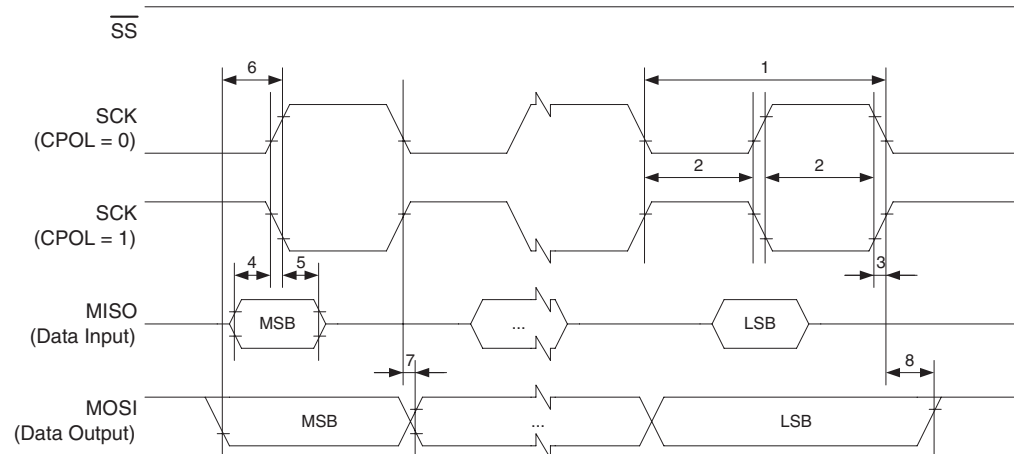 SS
6
1
SCK
(CPOL = 0)
2
2
SCK
(CPOL = 1)
4
5
3
MISO
(Data Input)
MSB
...
LSB
7
8
MOSI
(Data Output)
MSB
...
LSB